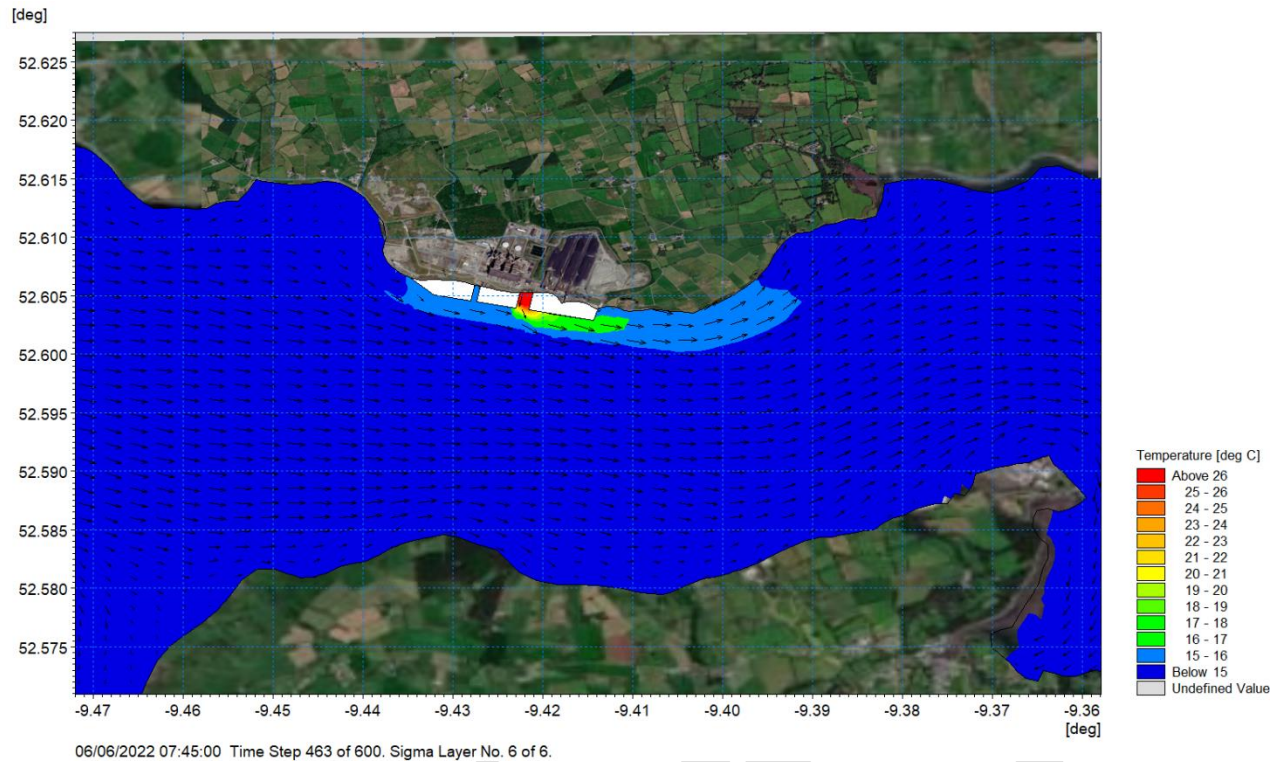 [deg]
52.625
52.620
52.615
52.610
52.605
52.600
52.595
52.590
52.585
52.580
52.575
-9.47 -9.46 -9.45 -9.44 -9.43 -9.42 -9.41 -9.40 -9.39 -9.38 -9.37 -9.36
[deg]
Temperature [deg C]
Above 26
25 - 26
24 - 25
23 - 24
22 - 23
21 - 22
20 - 21
19 - 20
18 - 19
17 - 18
16 - 17
15 - 16
Below 15
Undefined Value
06/06/2022 07:45:00 Time Step 463 of 600. Sigma Layer No. 6 of 6.